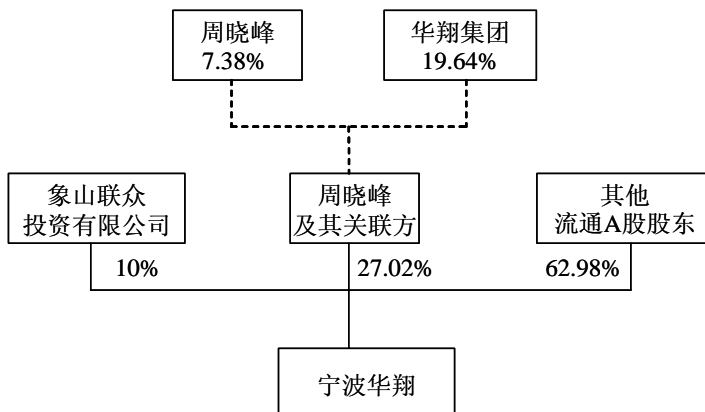 周晓峰
7.38%
华翔集团
19.64%
象山联众
投资有限公司
周晓峰
及其关联方
其他
流通A股股东
10%
27.02%
62.98%
宁波华翔